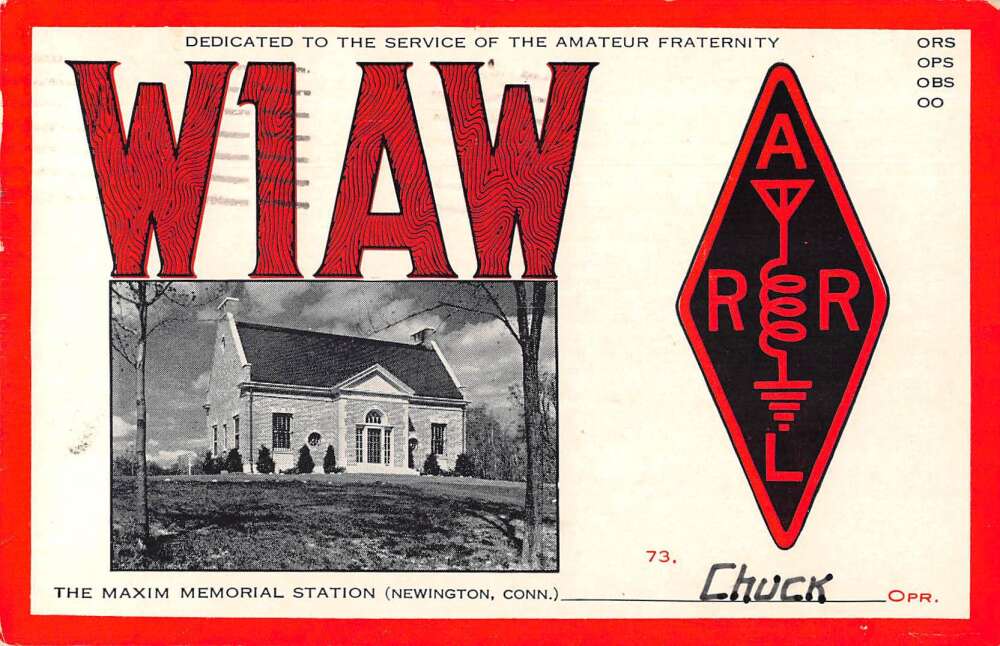 DEDICATED TO THE SERVICE OF THE AMATEUR FRATERNITY
ORS
OPS
OBS
OO
W1AW
A
R R
L
73.
THE MAXIM MEMORIAL STATION (NEWINGTON, CONN.) Chuck OPR.